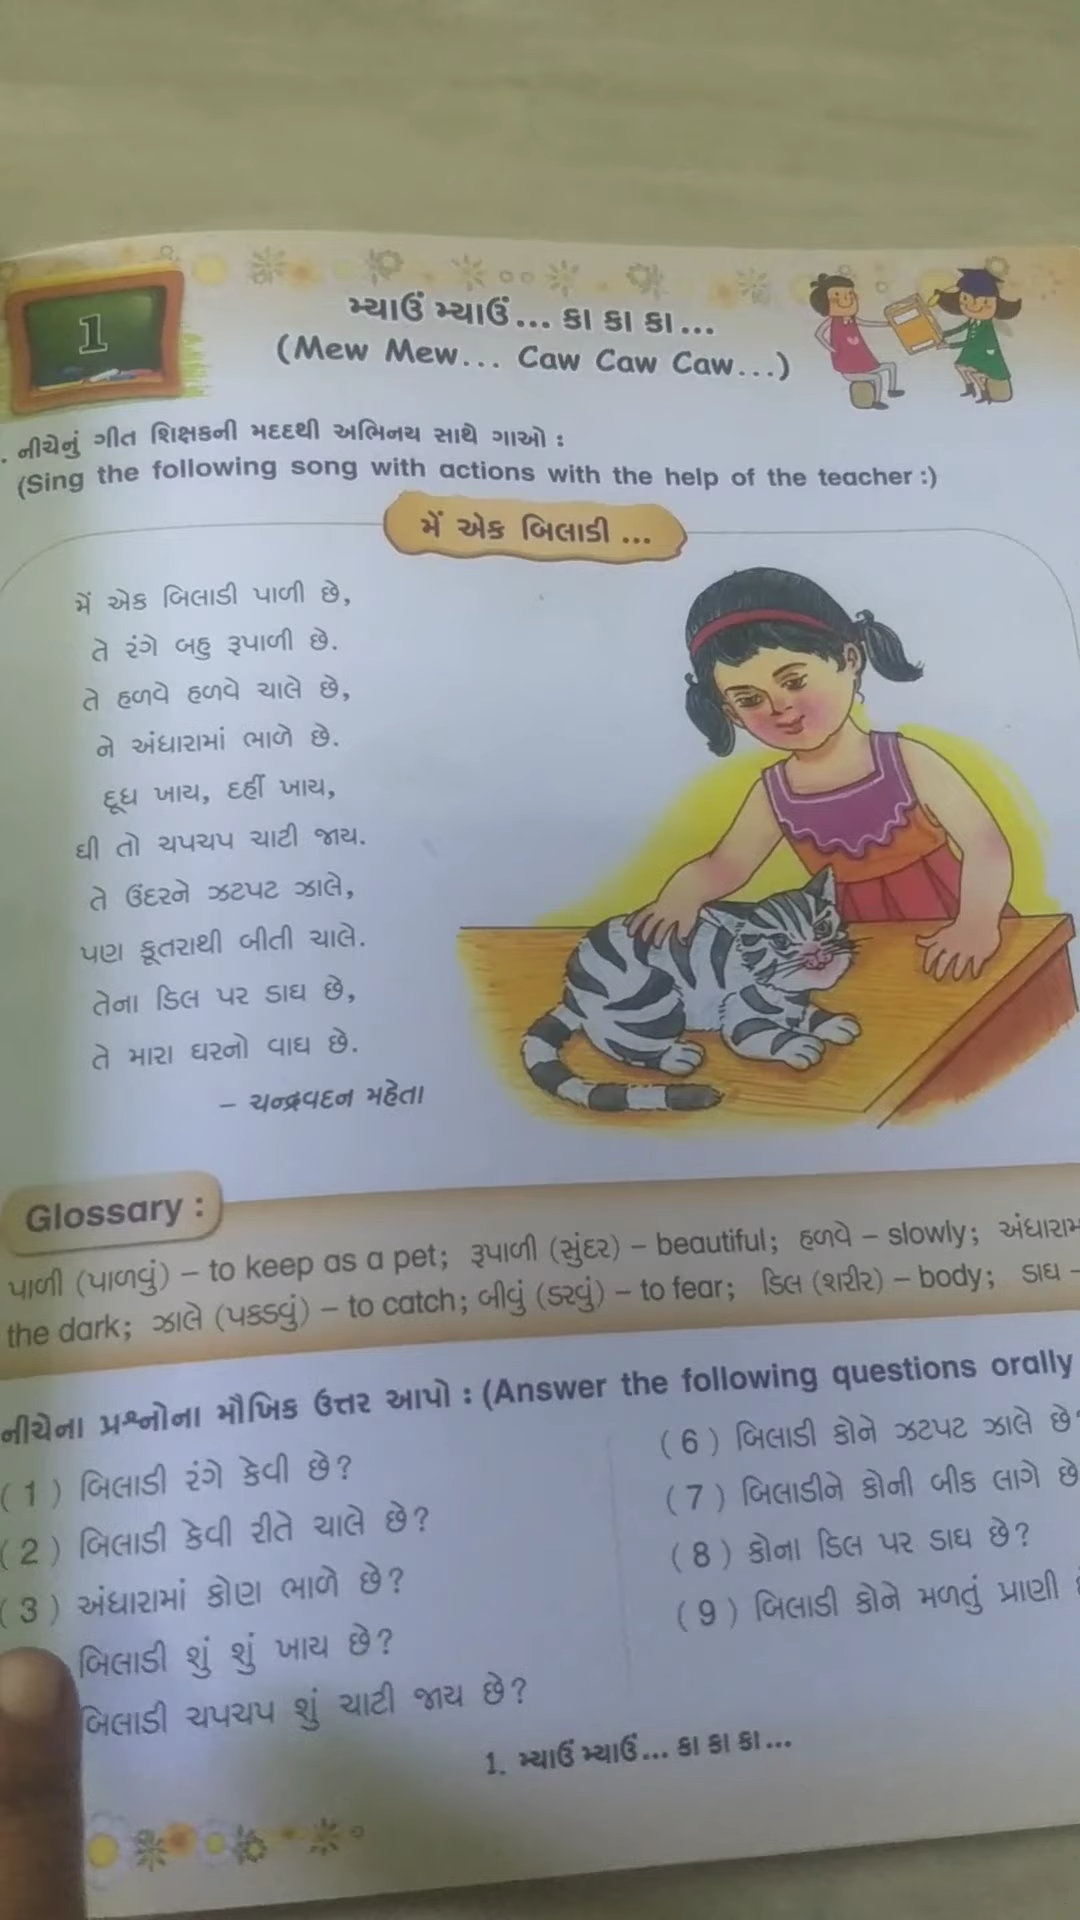 1
મ્યાઉં મ્યાઉં... કા કા કા...
(Mew Mew... Caw Caw Caw...)
. નીચેનું ગીત શિક્ષકની મદદથી અભિનય સાથે ગાઓ :
(Sing the following song with actions with the help of the teacher :)
મેં એક બિલાડી ...
મેં એક બિલાડી પાળી છે,
તે રંગે બહુ રૂપાળી છે.
તે હળવે હળવે ચાલે છે,
ને અંધારામાં ભાળે છે.
દૂધ ખાય, દહીં ખાય,
ઘી તો ચપચપ ચાટી જાય.
તે ઉંદરને ઝટપટ ઝાલે,
પણ કૂતરાથી બીતી ચાલે.
તેના ડિલ પર ડાઘ છે,
તે મારા ઘરનો વાઘ છે.
– ચન્દ્રવદન મહેતા
Glossary :
પાળી (પાળવું) – to keep as a pet; રૂપાળી (સુંદર) – beautiful; હળવે – slowly;
the dark; ઝાલે (પકડવું) – to catch; બીવું (ડરવું) – to fear; ડિલ (શરીર) – body; ડાઘ –
નીચેના પ્રશ્નોના મૌખિક ઉત્તર આપો : (Answer the following questions orally
(1) બિલાડી રંગે કેવી છે?
(2) બિલાડી કેવી રીતે ચાલે છે?
(3) અંધારામાં કોણ ભાળે છે?
બિલાડી શું શું ખાય છે?
બિલાડી ચપચપ શું ચાટી જાય છે?
(6) બિલાડી કોને ઝટપટ ઝાલે છે
(7) બિલાડીને કોની બીક લાગે છે
(8) કોના ડિલ પર ડાઘ છે?
(9) બિલાડી કોને મળતું પ્રાણી
1. મ્યાઉં મ્યાઉં... કા કા કા...